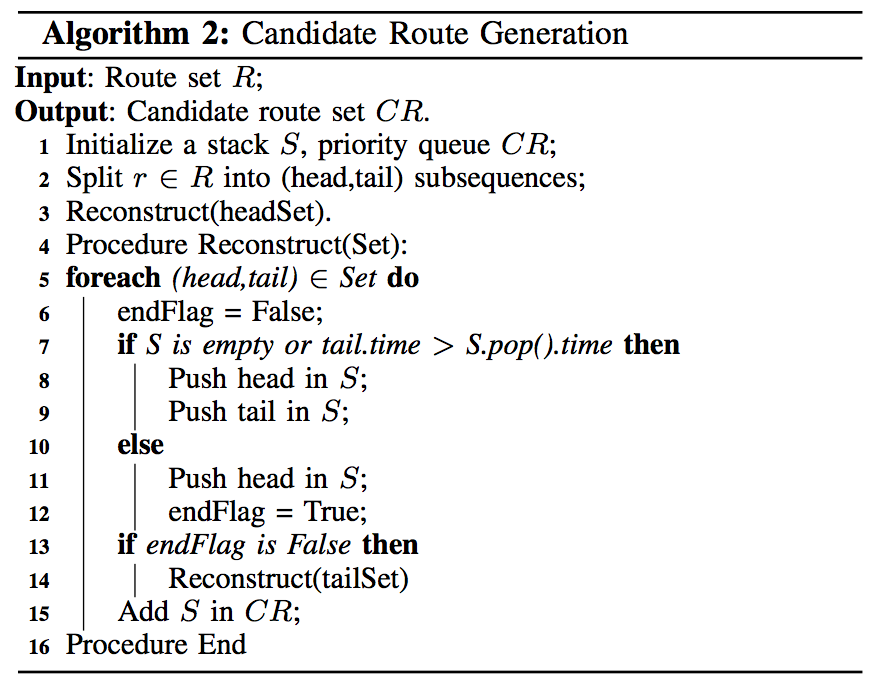 Algorithm 2: Candidate Route Generation
Input: Route set R;
Output: Candidate route set CR.
1 Initialize a stack S, priority queue CR;
2 Split r ∈ R into (head,tail) subsequences;
3 Reconstruct(headSet).
4 Procedure Reconstruct(Set):
5 foreach (head,tail) ∈ Set do
6 endFlag = False;
7 if S is empty or tail.time > S.pop().time then
8 Push head in S;
9 Push tail in S;
10 else
11 Push head in S;
12 endFlag = True;
13 if endFlag is False then
14 Reconstruct(tailSet)
15 Add S in CR;
16 Procedure End